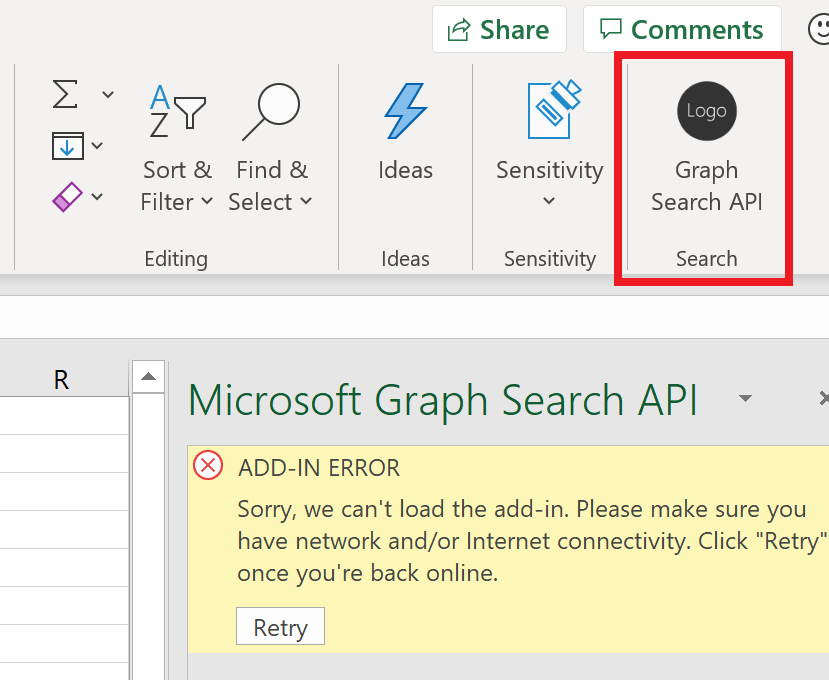 Share
Comments
Sort &
Filter
Find &
Select
Editing
Ideas
Ideas
Sensitivity
Sensitivity
Logo
Graph
Search API
Search
R
Microsoft Graph Search API
ADD-IN ERROR
Sorry, we can't load the add-in. Please make sure you
have network and/or Internet connectivity. Click "Retry"
once you're back online.
Retry